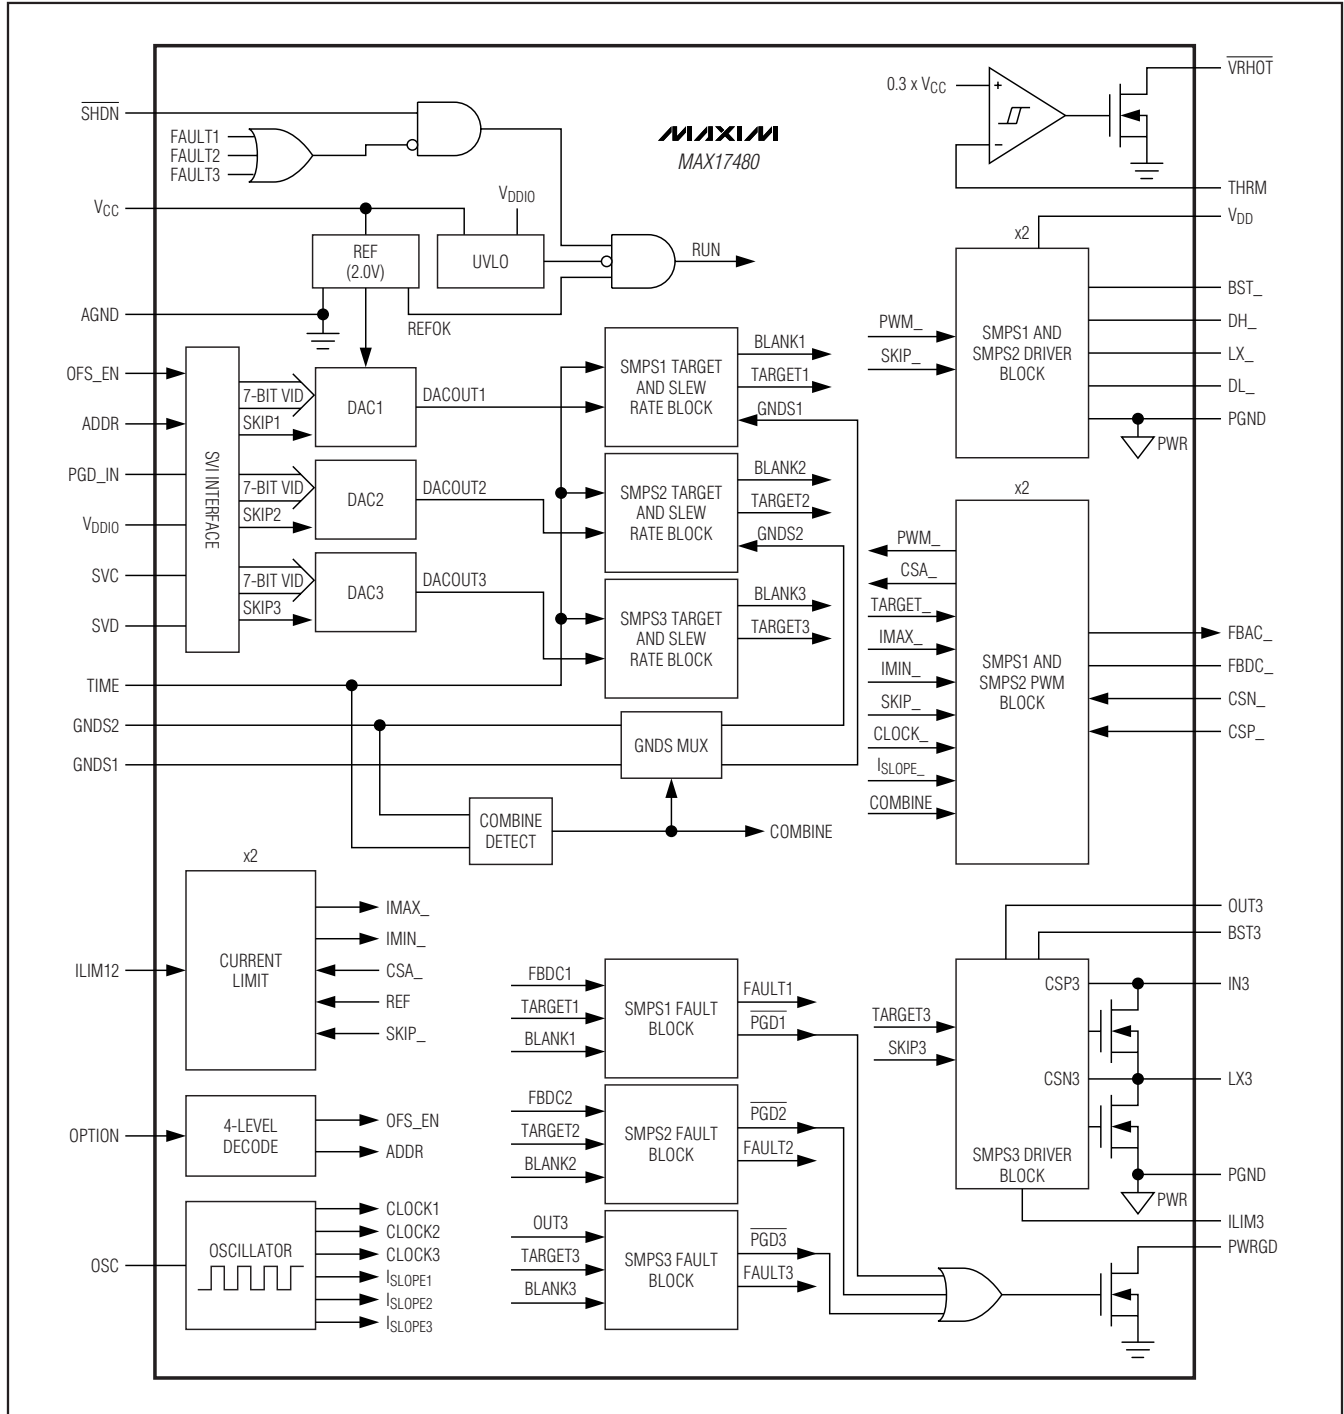 SHDN
FAULT1
FAULT2
FAULT3
MAXIM
MAX17480
0.3 x VCC
+
−
VRHOT
THRM
VCC
VDDIO
REF
(2.0V)
UVLO
RUN
AGND
REFOK
OFS_EN
ADDR
PGD_IN
VDDIO
SVC
SVD
SVI INTERFACE
7-BIT VID
SKIP1
DAC1
DACOUT1
7-BIT VID
SKIP2
DAC2
DACOUT2
7-BIT VID
SKIP3
DAC3
DACOUT3
SMPS1 TARGET
AND SLEW
RATE BLOCK
BLANK1
TARGET1
GNDS1
SMPS2 TARGET
AND SLEW
RATE BLOCK
BLANK2
TARGET2
GNDS2
SMPS3 TARGET
AND SLEW
RATE BLOCK
BLANK3
TARGET3
x2
VDD
PWM_
SKIP_
SMPS1 AND
SMPS2 DRIVER
BLOCK
BST_
DH_
LX_
DL_
PGND
PWR
x2
PWM_
CSA_
TARGET_
IMAX_
IMIN_
SKIP_
CLOCK_
ISLOPE_
COMBINE
SMPS1 AND
SMPS2 PWM
BLOCK
FBAC_
FBDC_
CSN_
CSP_
TIME
GNDS2
GNDS1
GNDS MUX
COMBINE
DETECT
COMBINE
x2
ILIM12
CURRENT
LIMIT
IMAX_
IMIN_
CSA_
REF
SKIP_
OPTION
4-LEVEL
DECODE
OFS_EN
ADDR
OSC
OSCILLATOR
CLOCK1
CLOCK2
CLOCK3
ISLOPE1
ISLOPE2
ISLOPE3
FBDC1
TARGET1
BLANK1
SMPS1 FAULT
BLOCK
FAULT1
PGD1
FBDC2
TARGET2
BLANK2
SMPS2 FAULT
BLOCK
PGD2
FAULT2
OUT3
TARGET3
BLANK3
SMPS3 FAULT
BLOCK
PGD3
FAULT3
TARGET3
SKIP3
CSP3
CSN3
SMPS3 DRIVER
BLOCK
OUT3
BST3
IN3
LX3
PGND
PWR
ILIM3
PWRGD